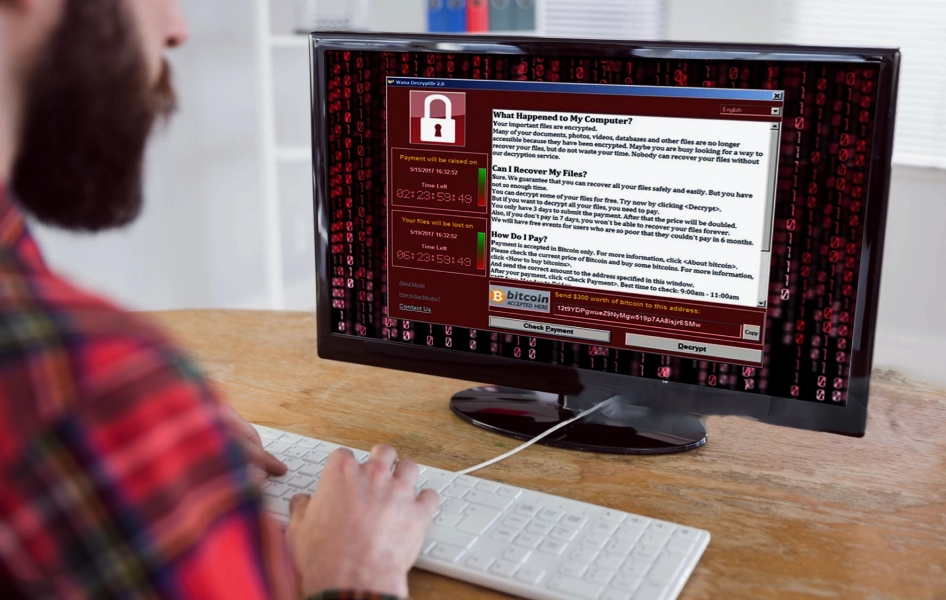 Wana Decrypt0r 2.0
English
What Happened to My Computer?
Your important files are encrypted.
Many of your documents, photos, videos, databases and other files are no longer
accessible because they have been encrypted. Maybe you are busy looking for a way to
recover your files, but do not waste your time. Nobody can recover your files without
our decryption service.
Can I Recover My Files?
Sure. We guarantee that you can recover all your files safely and easily. But you have
not so enough time.
You can decrypt some of your files for free. Try now by clicking <Decrypt>.
But if you want to decrypt all your files, you need to pay.
You only have 3 days to submit the payment. After that the price will be doubled.
Also, if you don't pay in 7 days, you won't be able to recover your files forever.
We will have free events for users who are so poor that they couldn't pay in 6 months.
How Do I Pay?
Payment is accepted in Bitcoin only. For more information, click <About bitcoin>.
Please check the current price of Bitcoin and buy some bitcoins. For more information,
click <How to buy bitcoins>.
And send the correct amount to the address specified in this window.
After your payment, click <Check Payment>. Best time to check: 9:00am - 11:00am
Payment will be raised on
5/15/2017 16:32:52
Time Left
02:23:59:49
Your files will be lost on
5/19/2017 16:32:52
Time Left
06:23:59:49
About bitcoin
How to buy bitcoins?
Contact Us
bitcoin
ACCEPTED HERE
Send $300 worth of bitcoin to this address:
Copy
Check Payment
Decrypt